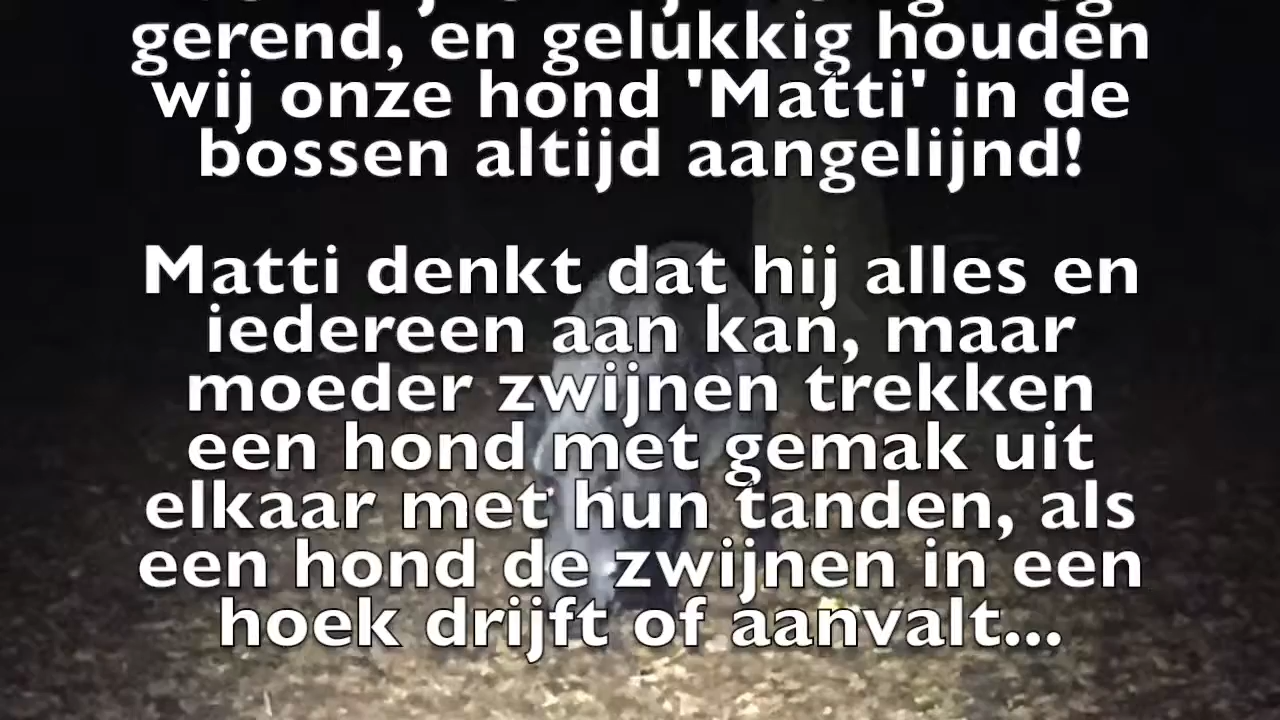 gerend, en gelukkig houden
wij onze hond 'Matti' in de
bossen altijd aangelijnd!
Matti denkt dat hij alles en
iedereen aan kan, maar
moeder zwijnen trekken
een hond met gemak uit
elkaar met hun tanden, als
een hond de zwijnen in een
hoek drijft of aanvalt...